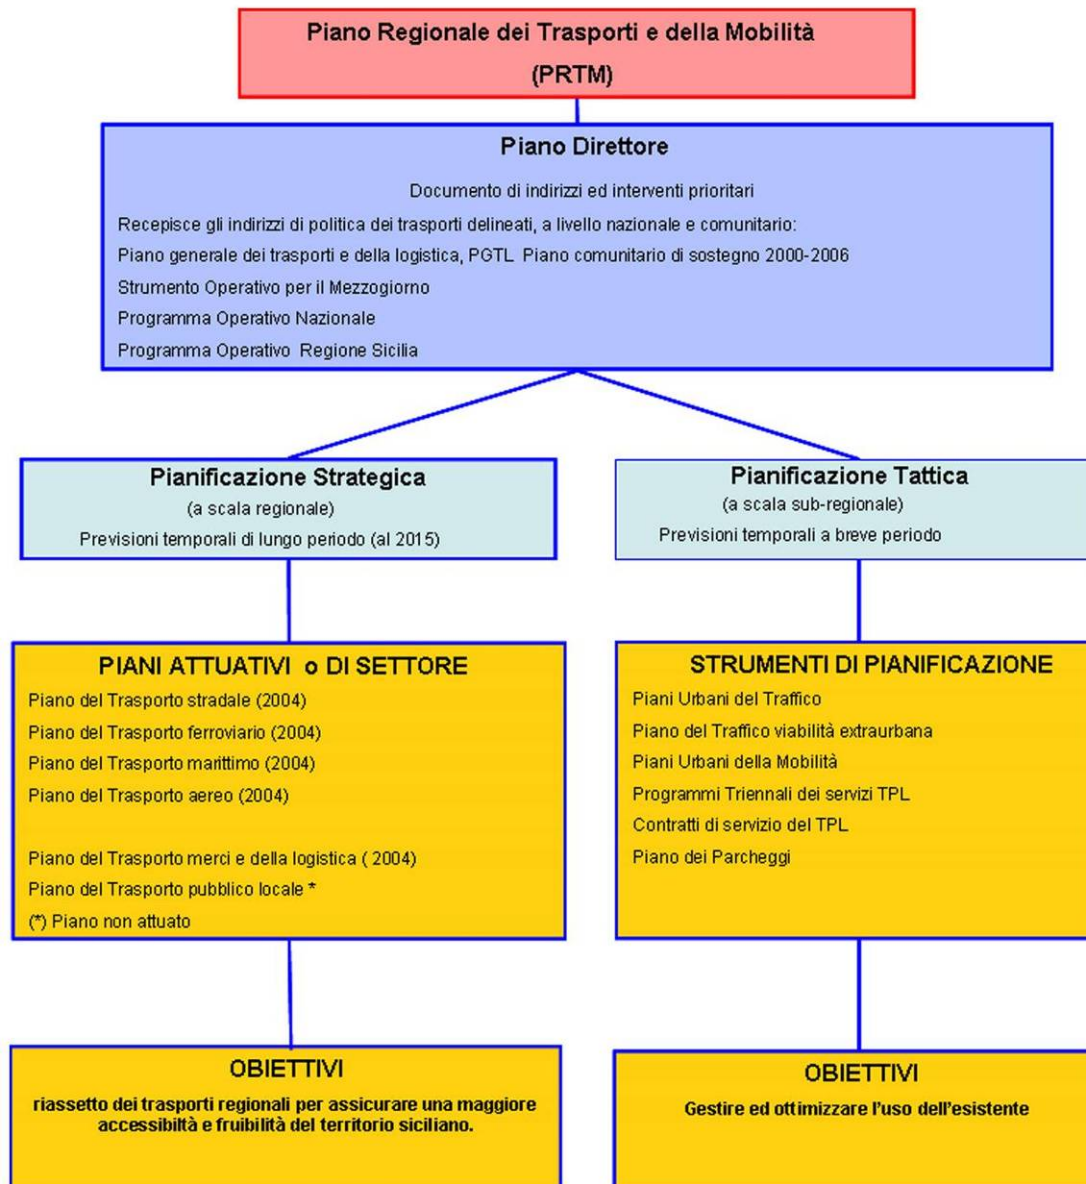 Piano Regionale dei Trasporti e della Mobilità
(PRTM)
Piano Direttore
Documento di indirizzi ed interventi prioritari
Recepisce gli indirizzi di politica dei trasporti delineati, a livello nazionale e comunitario:
Piano generale dei trasporti e della logistica, PGTL Piano comunitario di sostegno 2000-2006
Strumento Operativo per il Mezzogiorno
Programma Operativo Nazionale
Programma Operativo Regione Sicilia
Pianificazione Strategica
(a scala regionale)
Previsioni temporali di lungo periodo (al 2015)
Pianificazione Tattica
(a scala sub-regionale)
Previsioni temporali a breve periodo
PIANI ATTUATIVI o DI SETTORE
Piano del Trasporto stradale (2004)
Piano del Trasporto ferroviario (2004)
Piano del Trasporto marittimo (2004)
Piano del Trasporto aereo (2004)
Piano del Trasporto merci e della logistica ( 2004)
Piano del Trasporto pubblico locale *
(*) Piano non attuato
STRUMENTI DI PIANIFICAZIONE
Piani Urbani del Traffico
Piano del Traffico viabilità extraurbana
Piani Urbani della Mobilità
Programmi Triennali dei servizi TPL
Contratti di servizio del TPL
Piano dei Parcheggi
OBIETTIVI
riassetto dei trasporti regionali per assicurare una maggiore
accessibiltà e fruibilità del territorio siciliano.
OBIETTIVI
Gestire ed ottimizzare l'uso dell'esistente